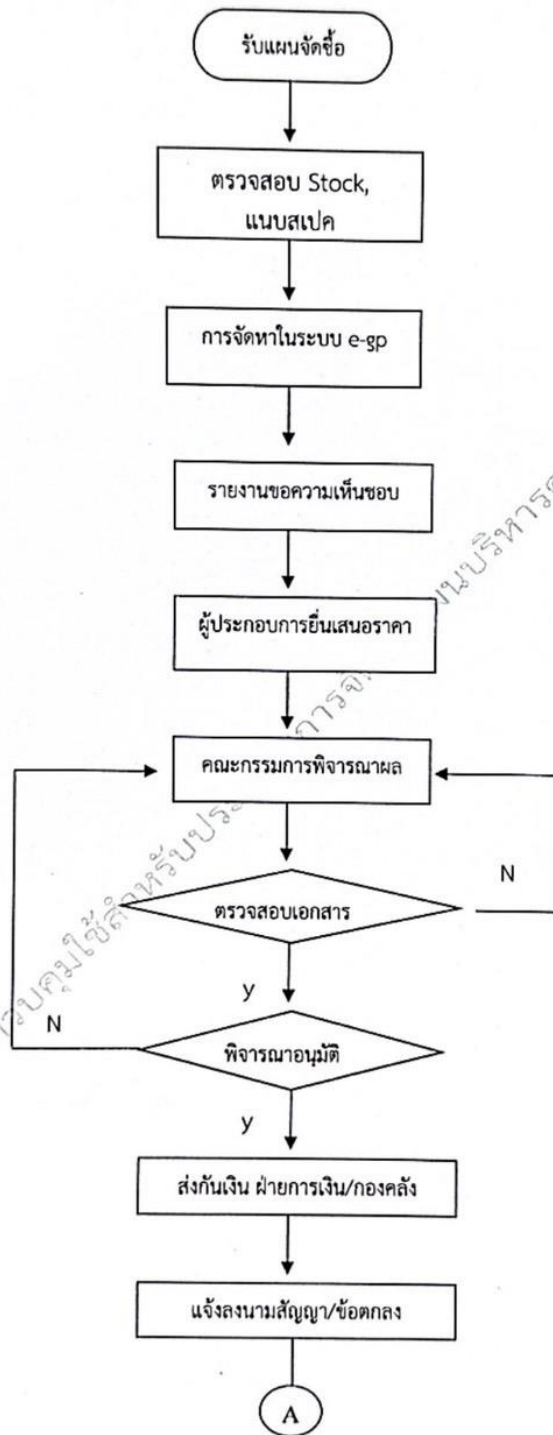 รับแผนจัดซื้อ
ตรวจสอบ Stock,
แนบสเปค
การจัดหาในระบบ e-gp
รายงานขอความเห็นชอบ
ผู้ประกอบการยื่นเสนอราคา
คณะกรรมการพิจารณาผล
N
ตรวจสอบเอกสาร
y
N
พิจารณาอนุมัติ
y
ส่งกันเงิน ฝ่ายการเงิน/กองคลัง
แจ้งลงนามสัญญา/ข้อตกลง
A